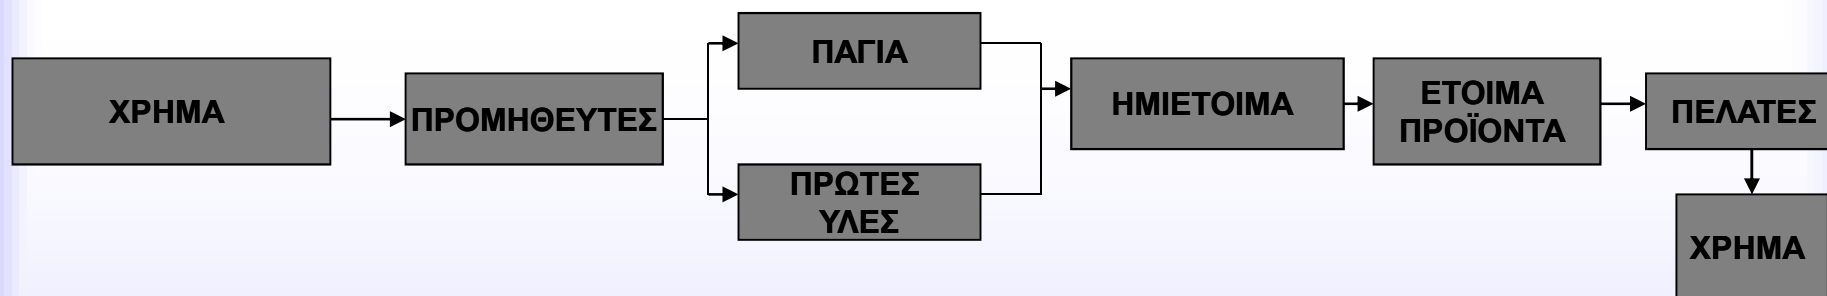 ΧΡΗΜΑ
ΠΡΟΜΗΘΕΥΤΕΣ
ΠΑΓΙΑ
ΠΡΩΤΕΣ
ΥΛΕΣ
ΗΜΙΕΤΟΙΜΑ
ΕΤΟΙΜΑ
ΠΡΟΪΟΝΤΑ
ΠΕΛΑΤΕΣ
ΧΡΗΜΑ